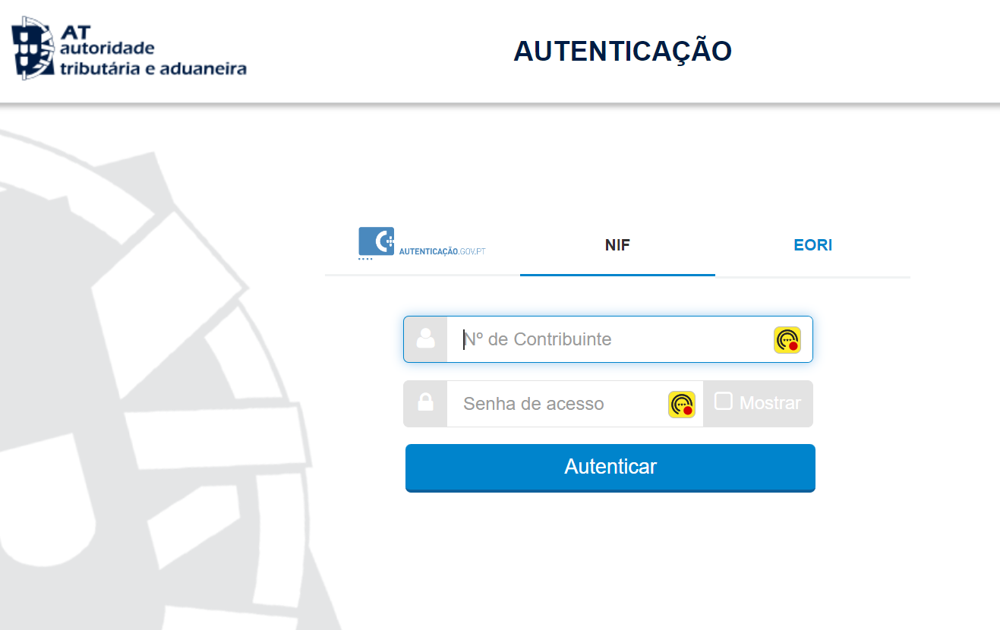 AT
autoridade
tributária e aduaneira
AUTENTICAÇÃO
AUTENTICAÇÃO.GOV.PT
NIF
EORI
Nº de Contribuinte
Senha de acesso
Mostrar
Autenticar